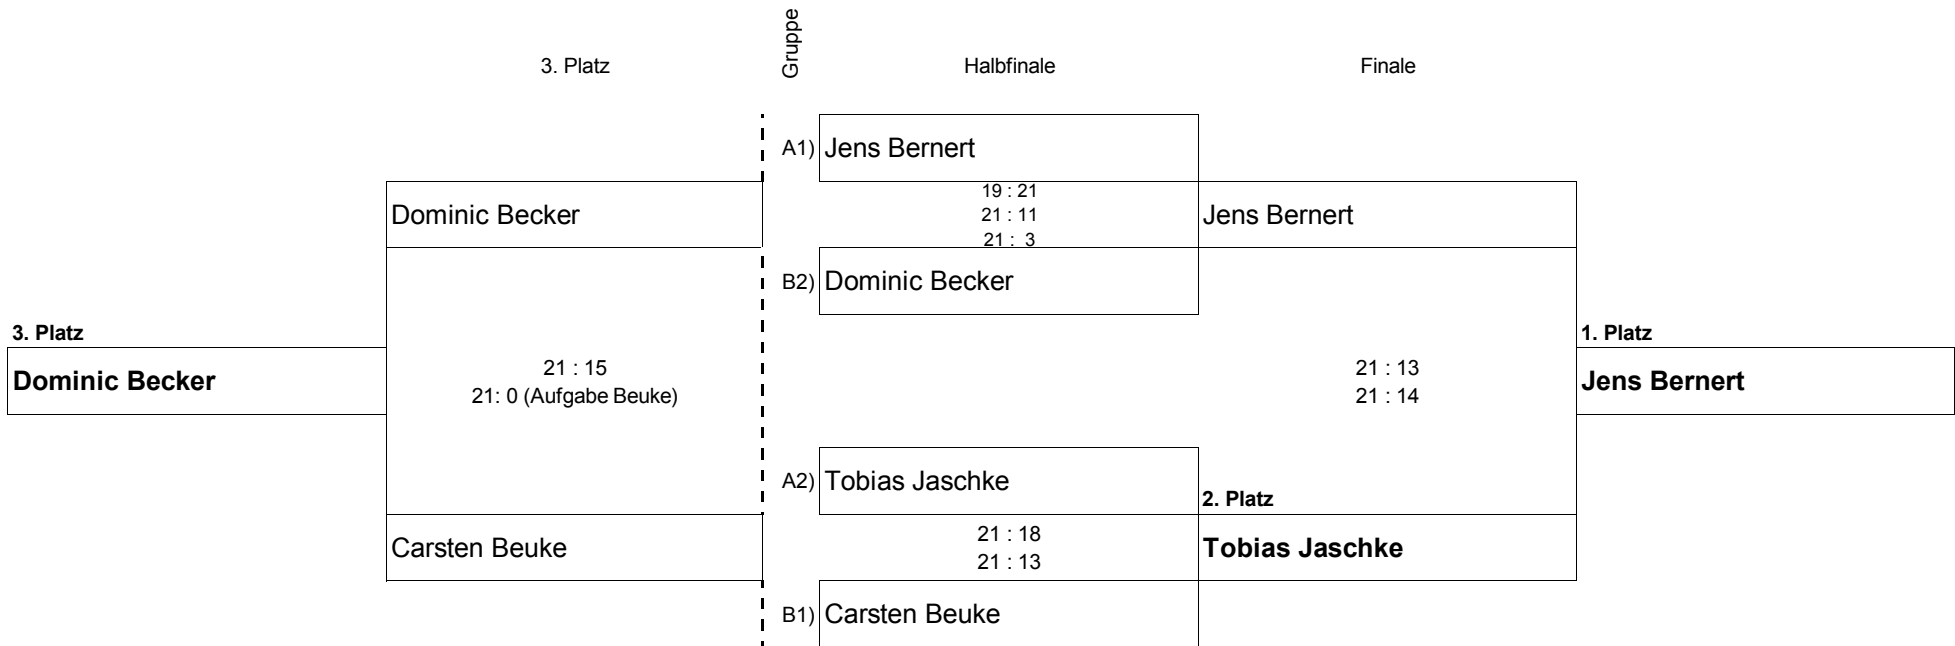 Gruppe
3. Platz
Halbfinale
Finale
A1) Jens Bernert
Dominic Becker
19 : 21
21 : 11
21 : 3
Jens Bernert
B2) Dominic Becker
3. Platz
Dominic Becker
21 : 15
21: 0 (Aufgabe Beuke)
21 : 13
21 : 14
1. Platz
Jens Bernert
A2) Tobias Jaschke
2. Platz
Carsten Beuke
21 : 18
21 : 13
Tobias Jaschke
B1) Carsten Beuke